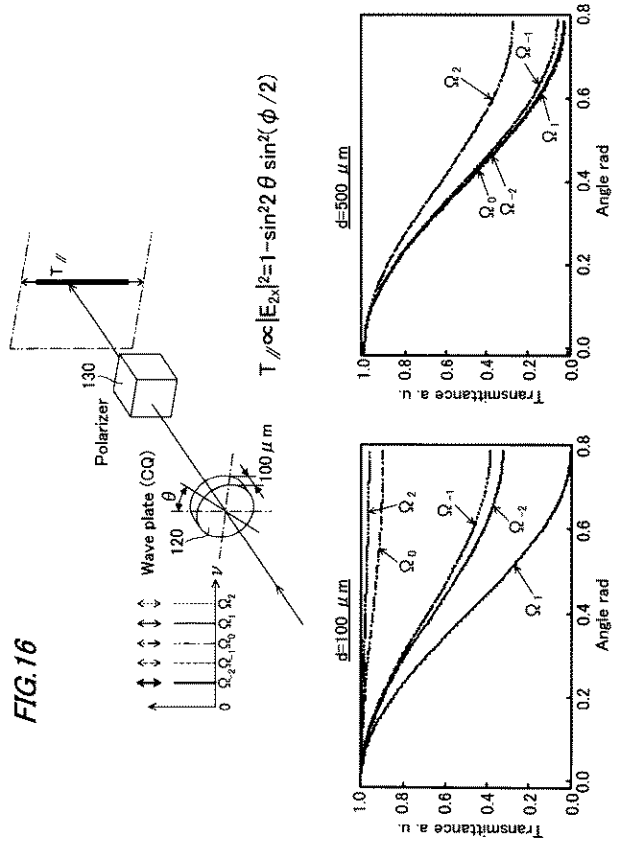 FIG.16
Wave plate (CQ)
Polarizer
130
120
θ
100 μm
T//
0 Ω-2 Ω-1 Ω0 Ω1 Ω2 ν
T// ∝ |E2x|²=1−sin²2θ sin²(φ/2)
d=100 μm
Transmittance a. u.
1.0
0.8
0.6
0.4
0.2
0.0
Ω2
Ω0
Ω-1
Ω-2
Ω1
0.0 0.2 0.4 0.6 0.8
Angle rad
d=500 μm
Transmittance a. u.
1.0
0.8
0.6
0.4
0.2
0.0
Ω2
Ω0
Ω-2
Ω-1
Ω1
0.0 0.2 0.4 0.6 0.8
Angle rad